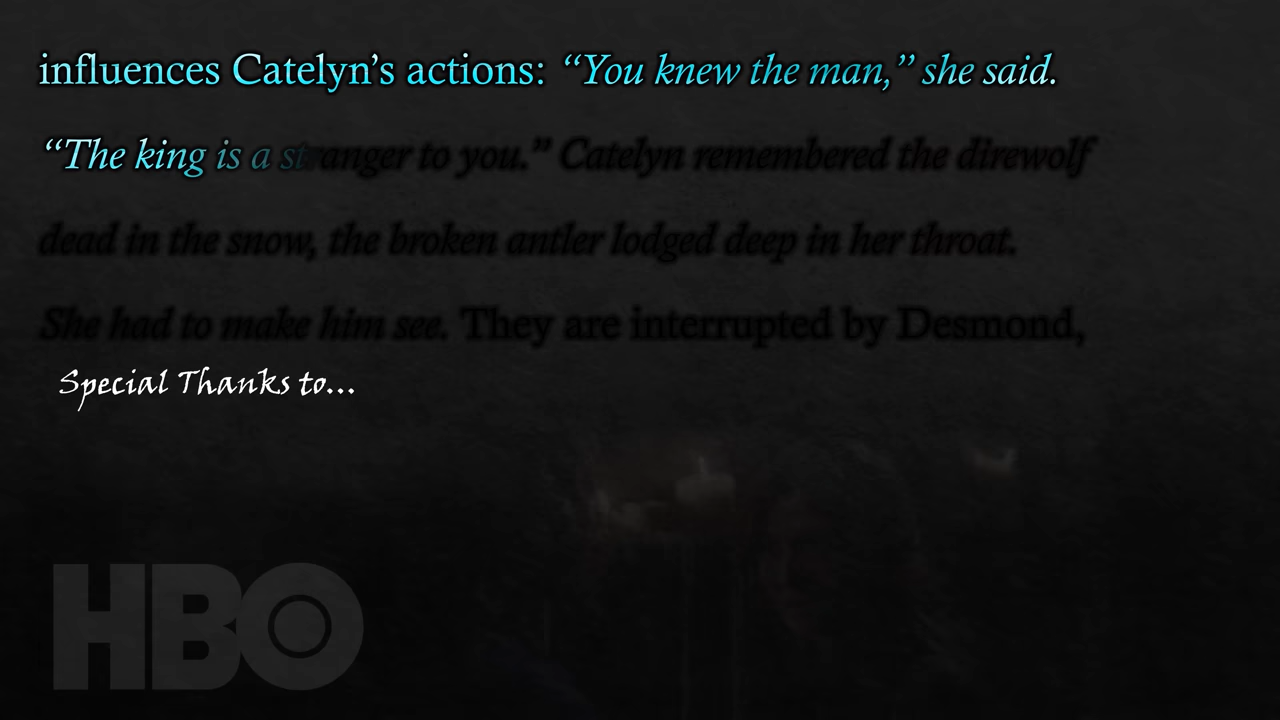 influences Catelyn’s actions: “You knew the man,” she said.
“The king is a stranger to you.” Catelyn remembered the direwolf
dead in the snow, the broken antler lodged deep in her throat.
She had to make him see. They are interrupted by Desmond,
Special Thanks to...
HBO